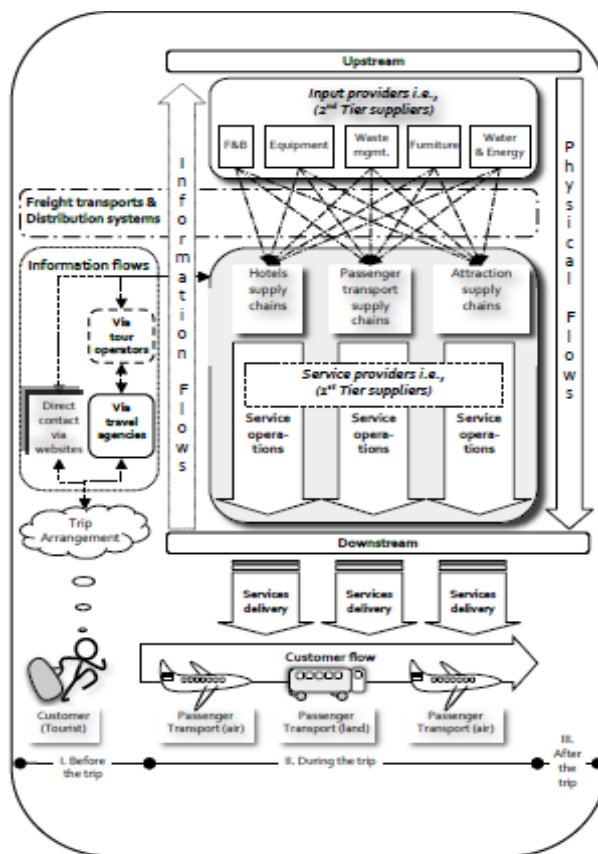 Upstream
Input providers i.e.,
(2nd Tier suppliers)
F&B
Equipment
Waste
mgmt.
Furniture
Water
& Energy
Information Flows
Physical Flows
Freight transports &
Distribution systems
Information flows
Via
tour
operators
Direct
contact via
websites
Via
travel
agencies
Trip
Arrangement
Hotels
supply
chains
Passenger
transport
supply
chains
Attraction
supply
chains
Service providers i.e.,
(1st Tier suppliers)
Service
opera-
tions
Service
opera-
tions
Service
opera-
tions
Downstream
Services
delivery
Services
delivery
Services
delivery
Customer flow
Customer
(Tourist)
Passenger
Transport (air)
Passenger
Transport (land)
Passenger
Transport (air)
I. Before
the trip
II. During the trip
III.
After
the
trip